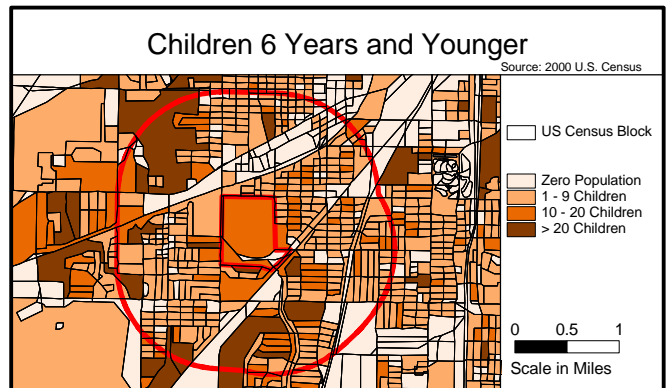 Children 6 Years and Younger
Source: 2000 U.S. Census
US Census Block
Zero Population
1 - 9 Children
10 - 20 Children
> 20 Children
0 0.5 1
Scale in Miles